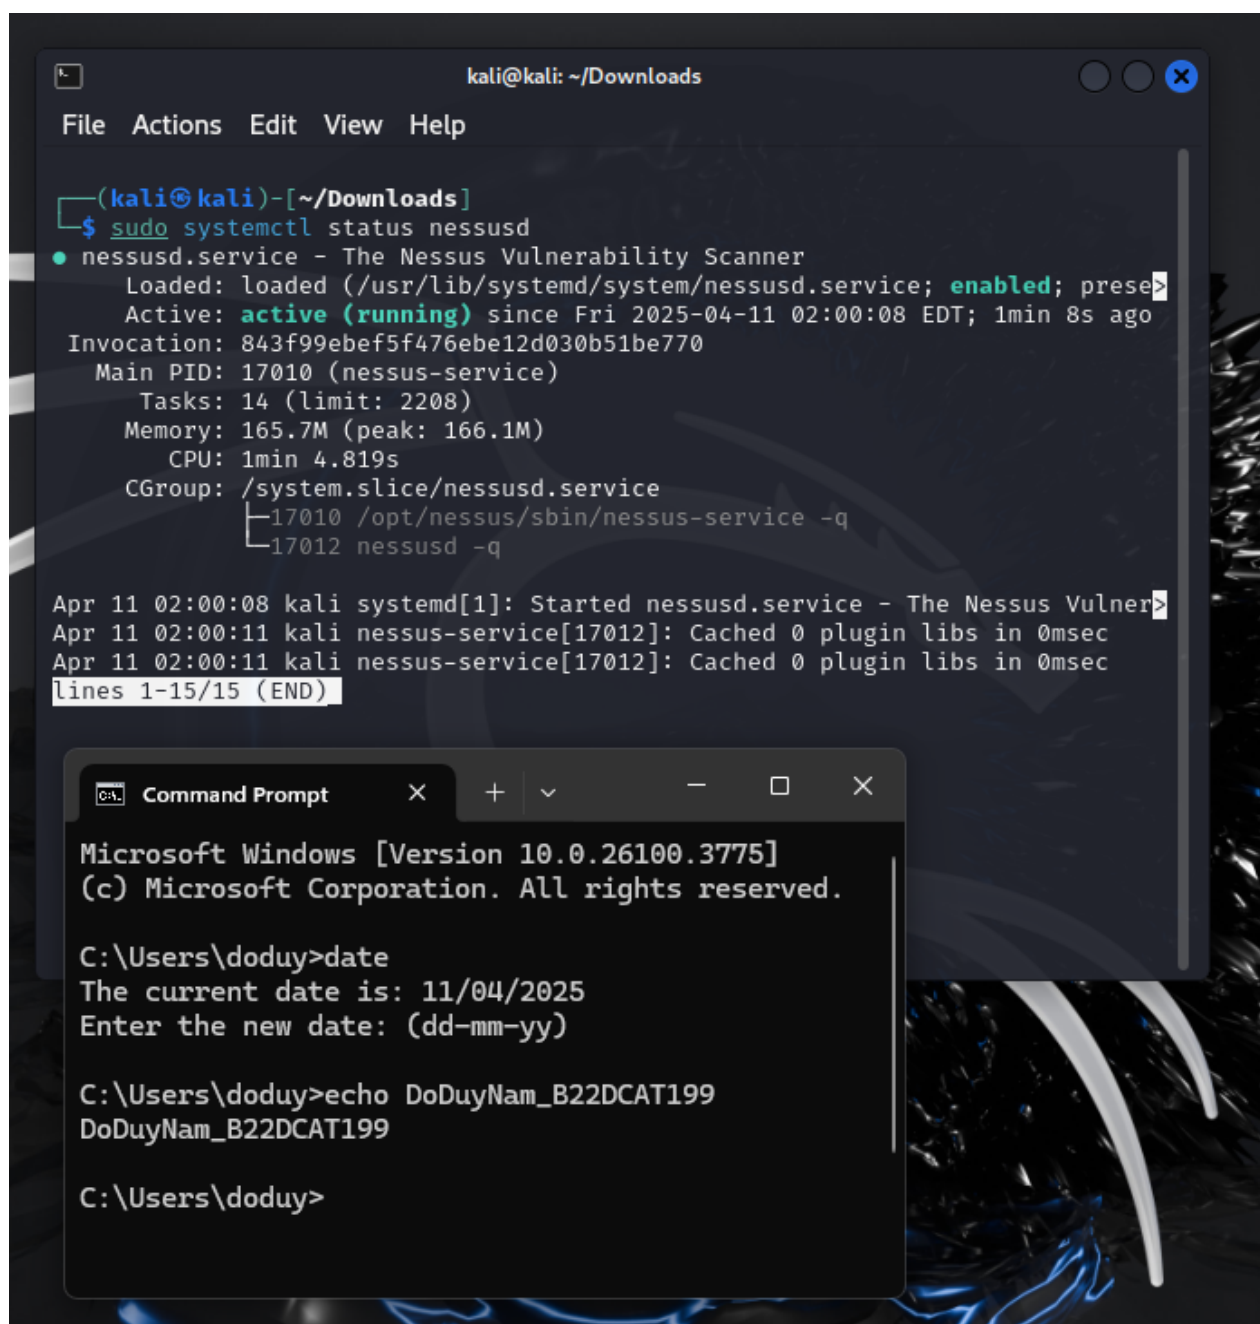 kali@kali: ~/Downloads
File Actions Edit View Help
┌──(kali㉿kali)-[~/Downloads]
└─$ sudo systemctl status nessusd
● nessusd.service - The Nessus Vulnerability Scanner
Loaded: loaded (/usr/lib/systemd/system/nessusd.service; enabled; prese>
Active: active (running) since Fri 2025-04-11 02:00:08 EDT; 1min 8s ago
Invocation: 843f99ebef5f476ebe12d030b51be770
Main PID: 17010 (nessus-service)
Tasks: 14 (limit: 2208)
Memory: 165.7M (peak: 166.1M)
CPU: 1min 4.819s
CGroup: /system.slice/nessusd.service
├─17010 /opt/nessus/sbin/nessus-service -q
└─17012 nessusd -q
Apr 11 02:00:08 kali systemd[1]: Started nessusd.service - The Nessus Vulner>
Apr 11 02:00:11 kali nessus-service[17012]: Cached 0 plugin libs in 0msec
Apr 11 02:00:11 kali nessus-service[17012]: Cached 0 plugin libs in 0msec
lines 1-15/15 (END)
Command Prompt
Microsoft Windows [Version 10.0.26100.3775]
(c) Microsoft Corporation. All rights reserved.
C:\Users\doduy>date
The current date is: 11/04/2025
Enter the new date: (dd-mm-yy)
C:\Users\doduy>echo DoDuyNam_B22DCAT199
DoDuyNam_B22DCAT199
C:\Users\doduy>